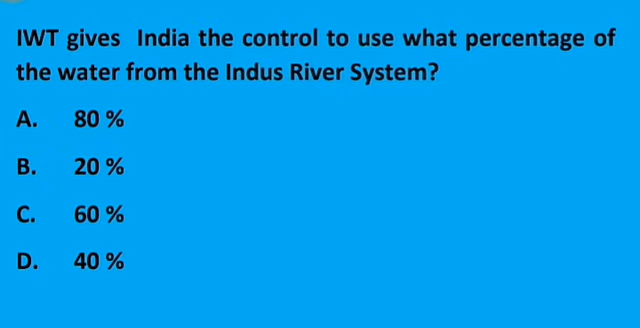 IWT gives India the control to use what percentage of
the water from the Indus River System?
A. 80 %
B. 20 %
C. 60 %
D. 40 %